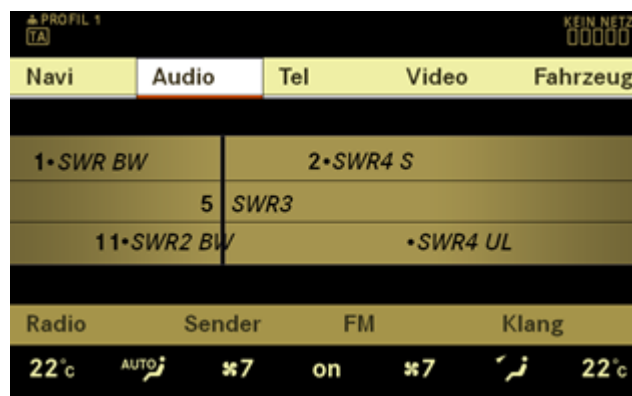 PROFIL 1 KEIN NETZ
TA
Navi Audio Tel Video Fahrzeug
1•SWR BW 2•SWR4 S
5 SWR3
11•SWR2 BW •SWR4 UL
Radio Sender FM Klang
22°c AUTO 7 on 7 22°c